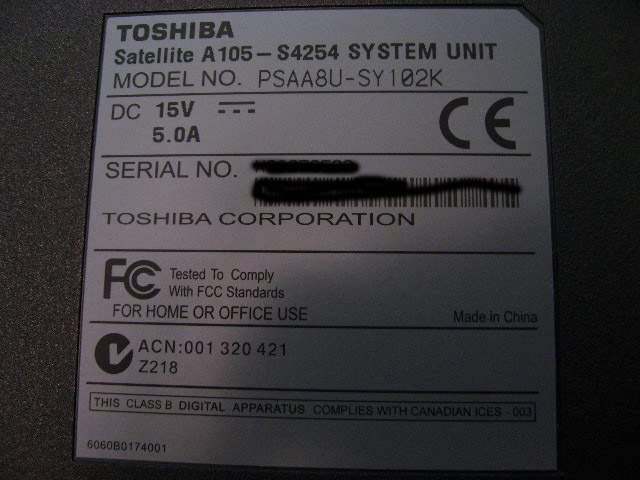 TOSHIBA
Satellite A105-S4254 SYSTEM UNIT
MODEL NO. PSAA8U-SY102K
DC 15V
5.0A
CE
SERIAL NO.
TOSHIBA CORPORATION
FC Tested To Comply
With FCC Standards
FOR HOME OR OFFICE USE
Made in China
ACN:001 320 421
Z218
THIS CLASS B DIGITAL APPARATUS COMPLIES WITH CANADIAN ICES - 003
6060B0174001